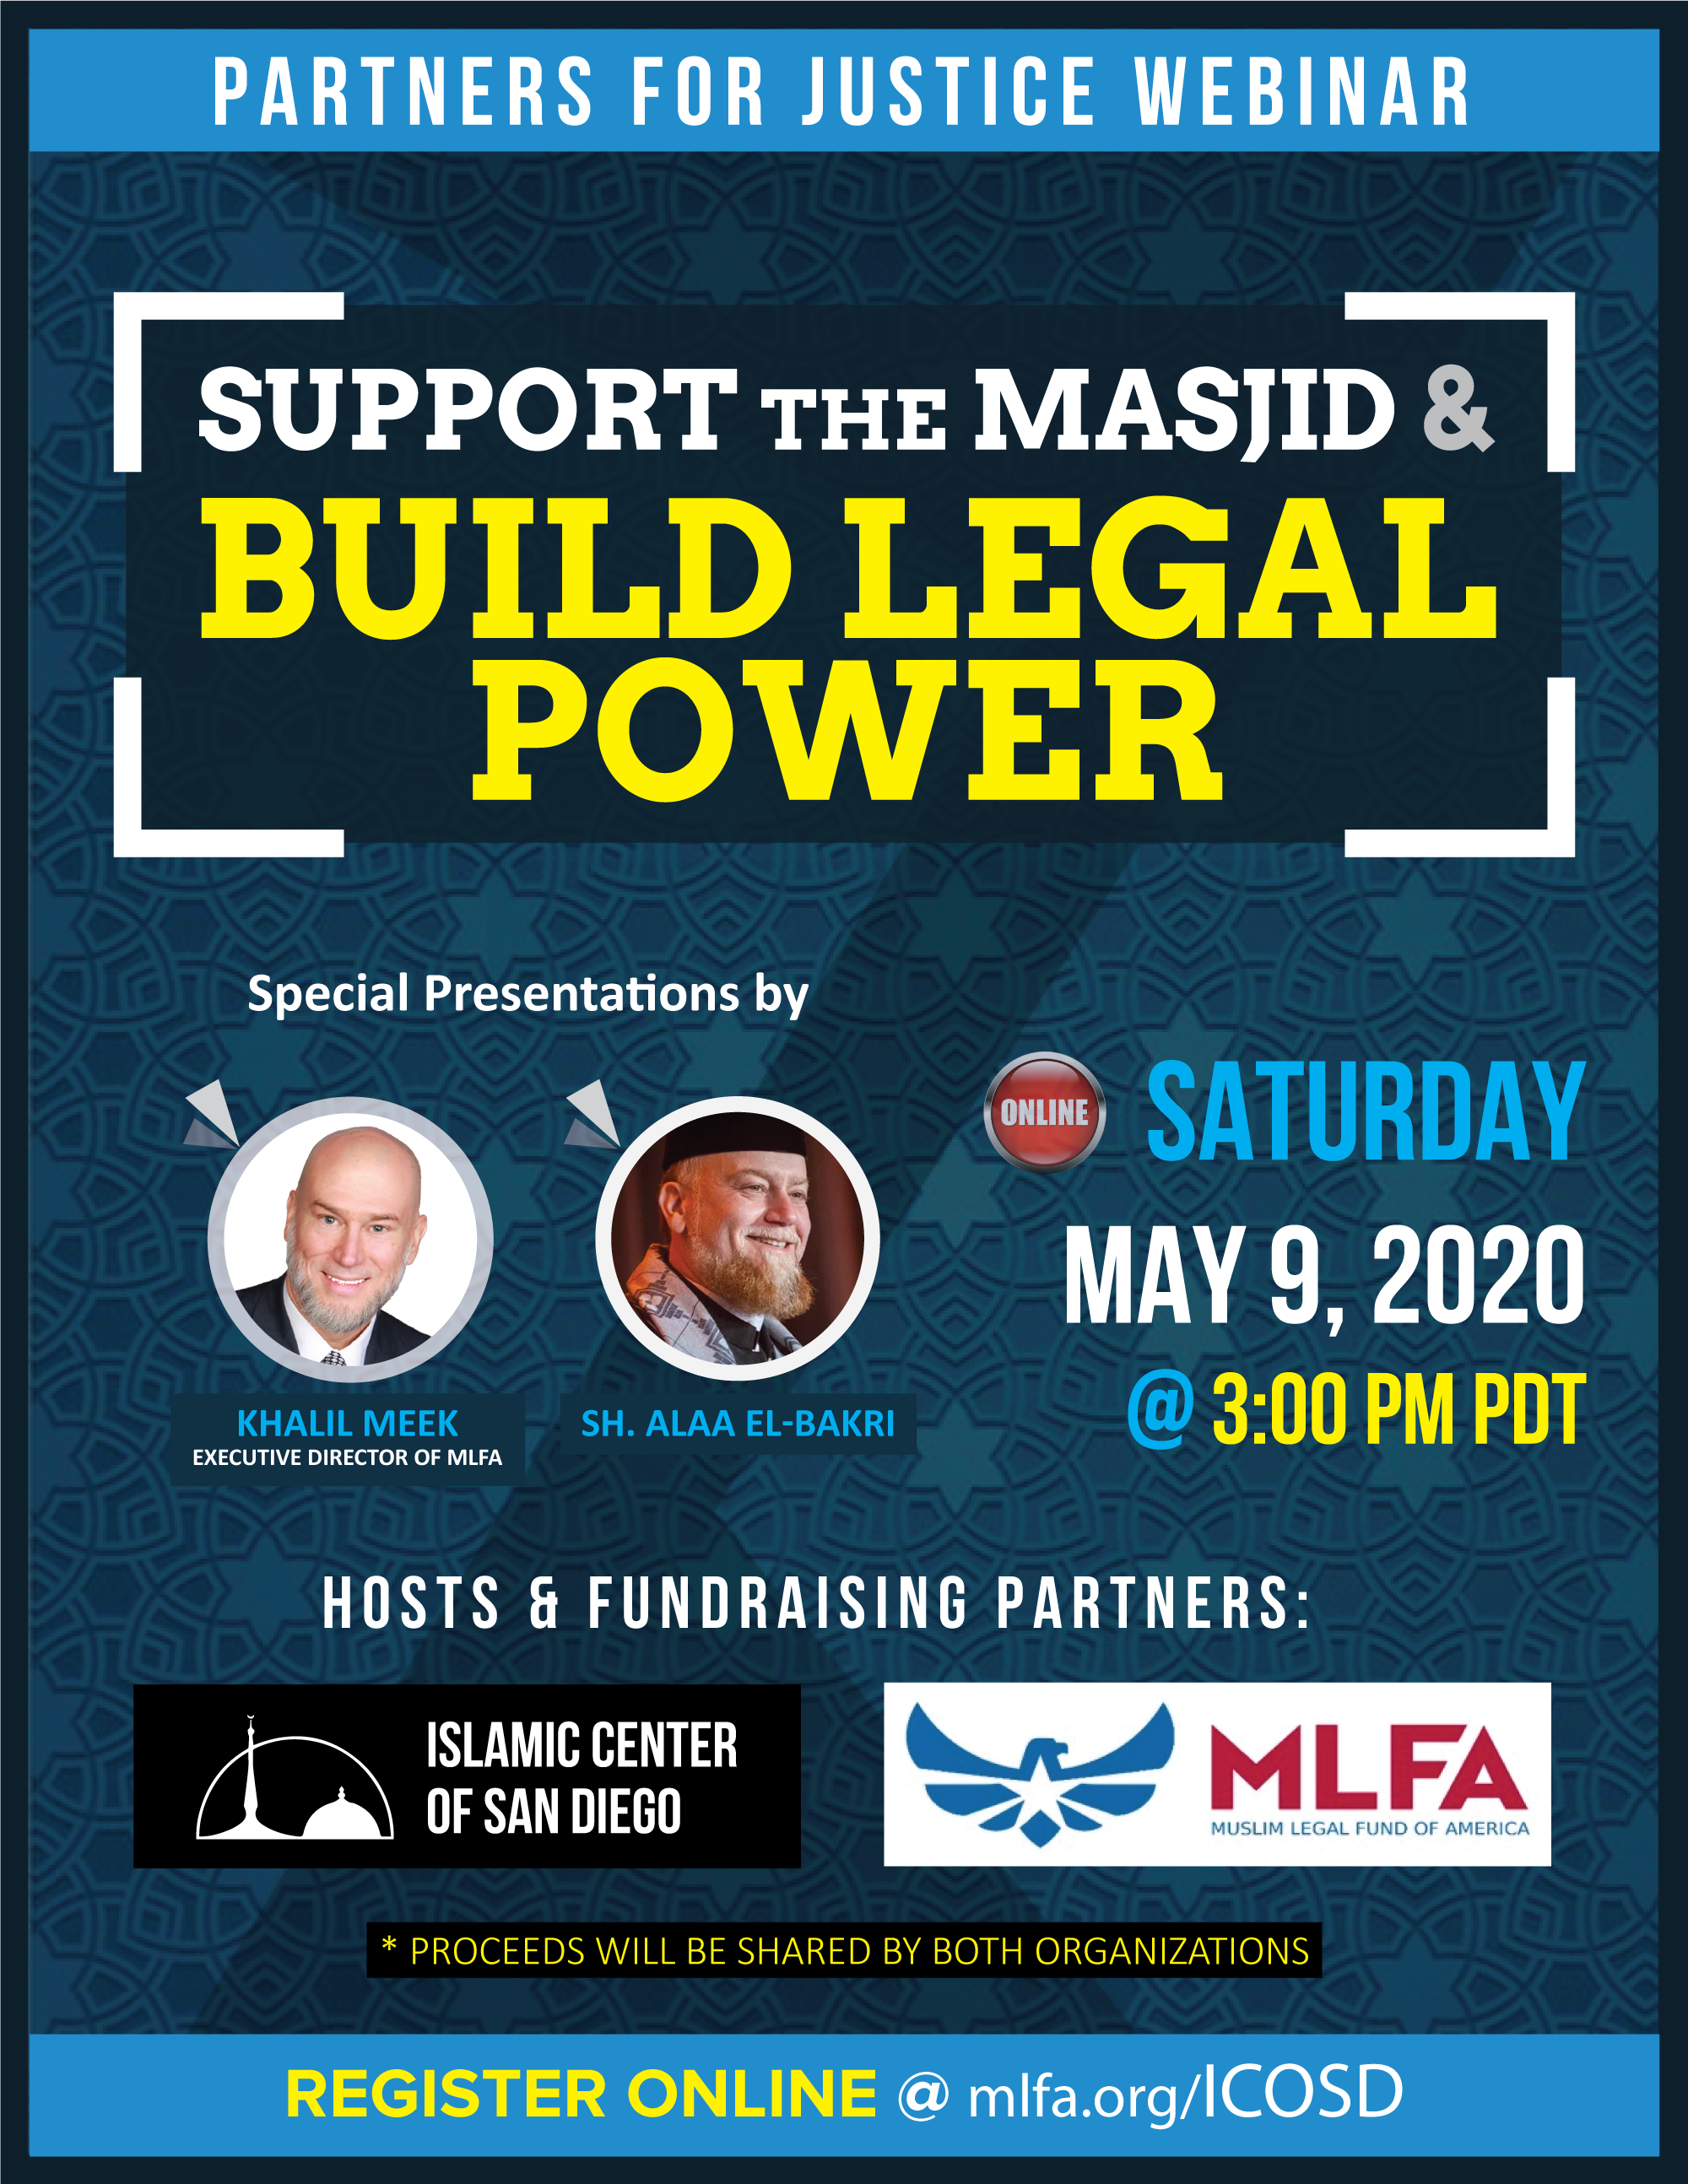 PARTNERS FOR JUSTICE WEBINAR
SUPPORT THE MASJID &
BUILD LEGAL
POWER
Special Presentations by
KHALIL MEEK
EXECUTIVE DIRECTOR OF MLFA
SH. ALAA EL-BAKRI
ONLINE
SATURDAY
MAY 9, 2020
@ 3:00 PM PDT
HOSTS & FUNDRAISING PARTNERS:
ISLAMIC CENTER
OF SAN DIEGO
MLFA
MUSLIM LEGAL FUND OF AMERICA
* PROCEEDS WILL BE SHARED BY BOTH ORGANIZATIONS
REGISTER ONLINE @ mlfa.org/ICOSD